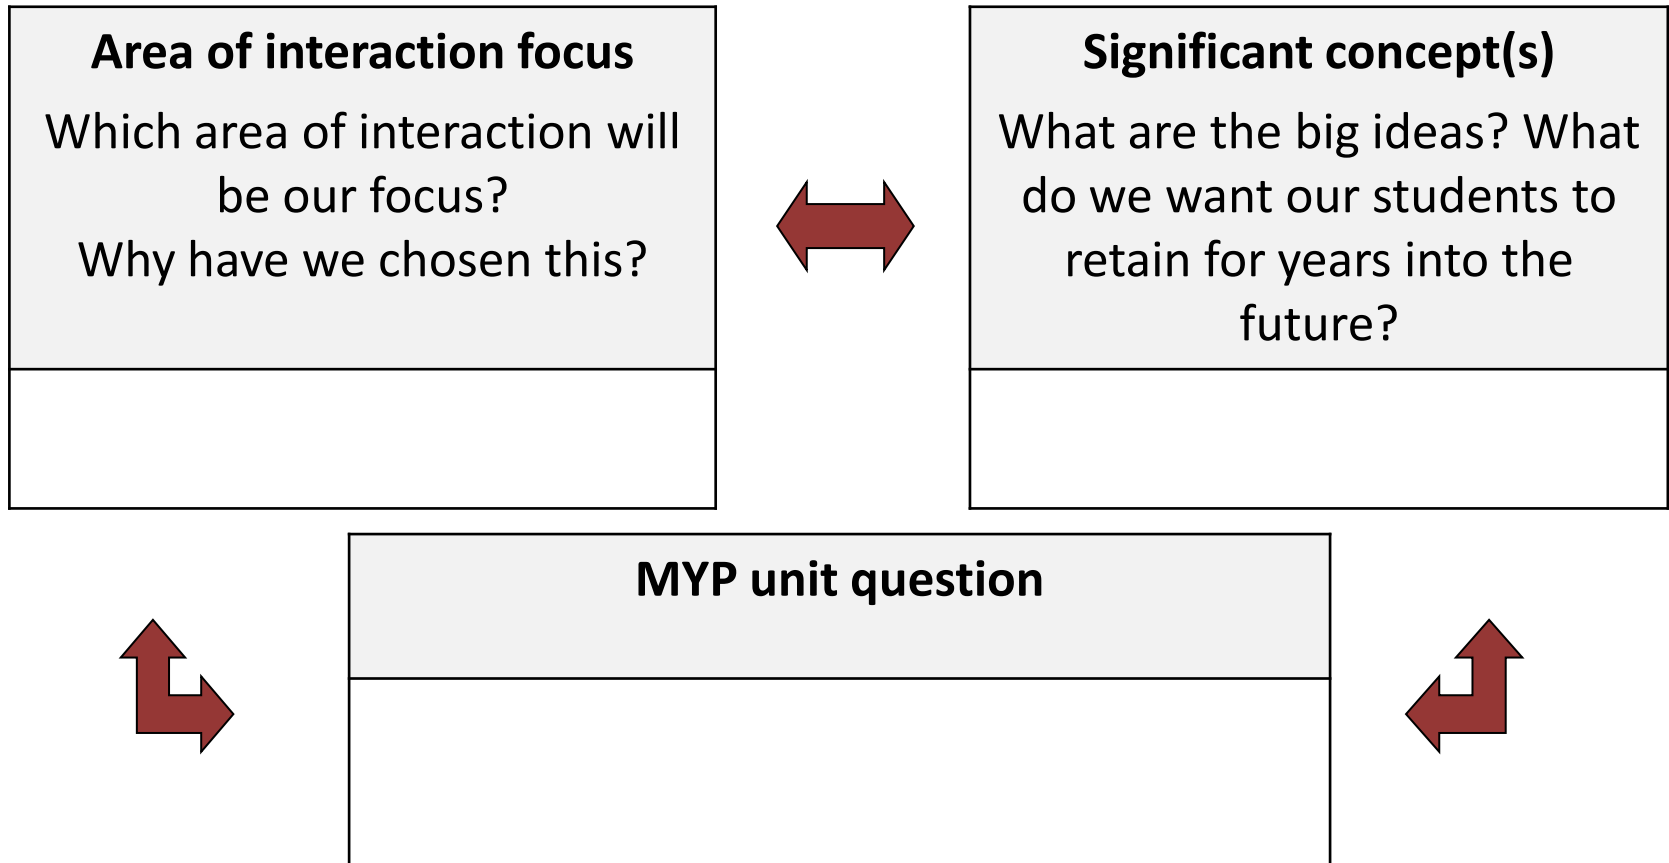 Area of interaction focus
Which area of interaction will
be our focus?
Why have we chosen this?
Significant concept(s)
What are the big ideas? What
do we want our students to
retain for years into the
future?
MYP unit question